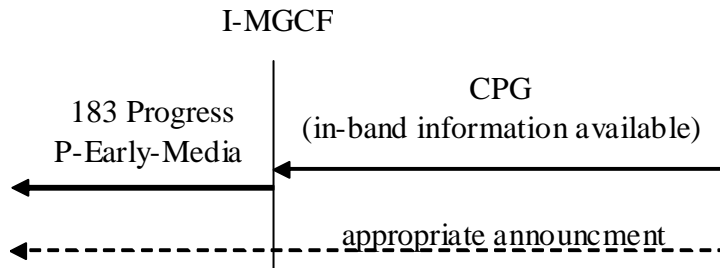 I-MGCF
183 Progress
P-Early-Media
CPG
(in-band information available)
appropriate announcment